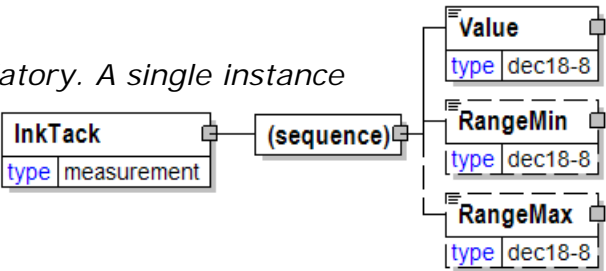 Value
type dec18-8
atory. A single instance
InkTack
type measurement
(sequence)
RangeMin
type dec18-8
RangeMax
type dec18-8